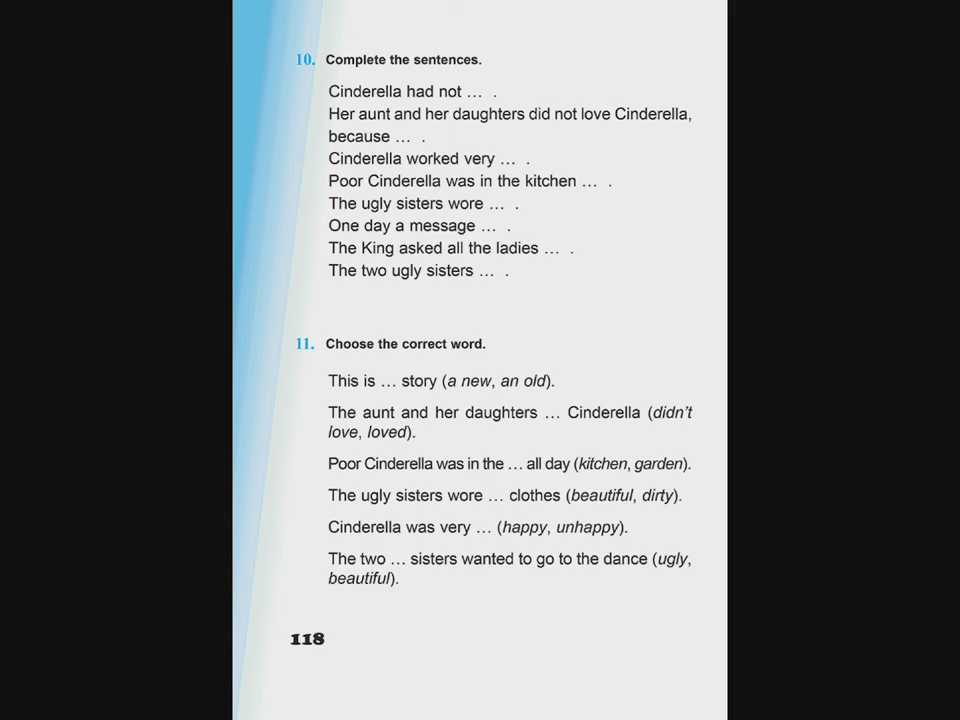 10. Complete the sentences.
Cinderella had not ... .
Her aunt and her daughters did not love Cinderella,
because ... .
Cinderella worked very ... .
Poor Cinderella was in the kitchen ... .
The ugly sisters wore ... .
One day a message ... .
The King asked all the ladies ... .
The two ugly sisters ... .
11. Choose the correct word.
This is ... story (a new, an old).
The aunt and her daughters ... Cinderella (didn't
love, loved).
Poor Cinderella was in the ... all day (kitchen, garden).
The ugly sisters wore ... clothes (beautiful, dirty).
Cinderella was very ... (happy, unhappy).
The two ... sisters wanted to go to the dance (ugly,
beautiful).
118